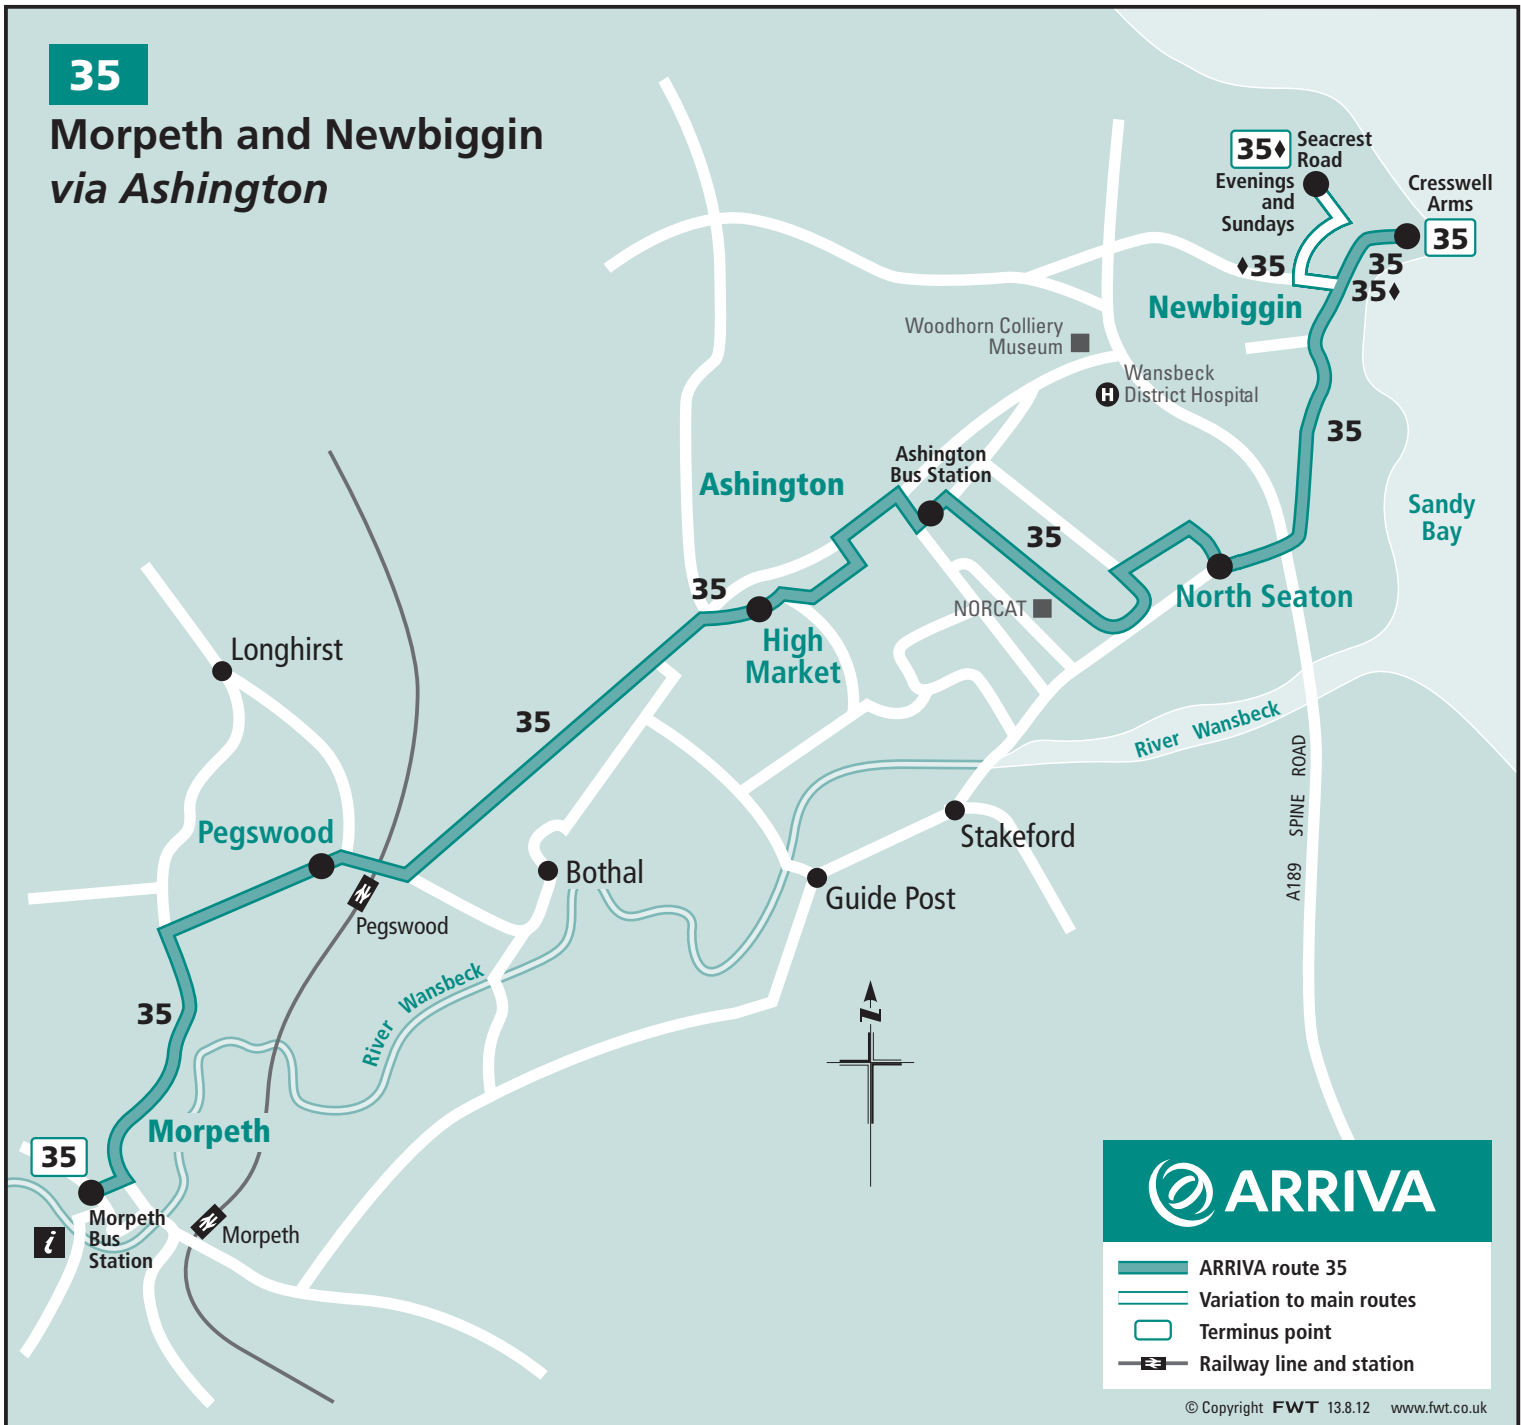 35
Morpeth and Newbiggin
via Ashington
35♦
Seacrest
Road
Evenings
and
Sundays
Cresswell
Arms
35
♦35
35
35♦
Newbiggin
Woodhorn Colliery
Museum
H
Wansbeck
District Hospital
35
Ashington
Bus Station
Ashington
Sandy
Bay
35
35
NORCAT
North Seaton
High
Market
Longhirst
35
River Wansbeck
A189 SPINE ROAD
Pegswood
Stakeford
Bothal
Guide Post
Pegswood
River Wansbeck
35
N
Morpeth
35
Morpeth
Bus
Station
i
Morpeth
ARRIVA
ARRIVA route 35
Variation to main routes
Terminus point
Railway line and station
© Copyright FWT 13.8.12 www.fwt.co.uk